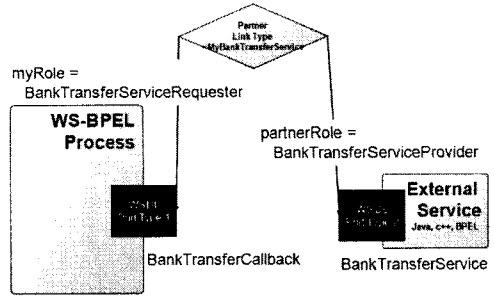 Partner
Link Type
MyBankTransferService
myRole =
BankTransferServiceRequester
WS-BPEL
Process
partnerRole =
BankTransferServiceProvider
External
Service
Java, c++, BPEL
BankTransferCallback
BankTransferService